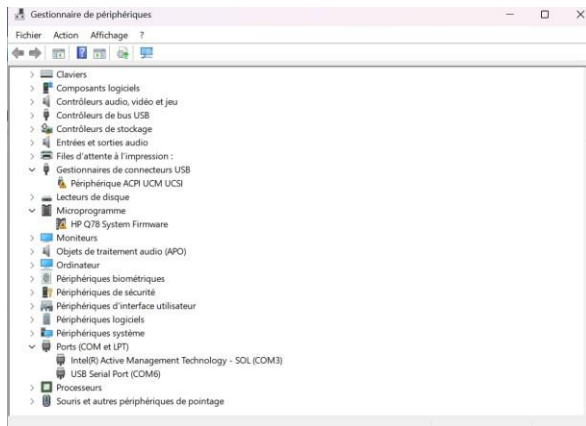 Gestionnaire de périphériques
Fichier Action Affichage ?
Claviers
Composants logiciels
Contrôleurs audio, vidéo et jeu
Contrôleurs de bus USB
Contrôleurs de stockage
Entrées et sorties audio
Files d'attente à l'impression :
Gestionnaires de connecteurs USB
Périphérique ACPI UCM UCSI
Lecteurs de disque
Microprogramme
HP Q78 System Firmware
Moniteurs
Objets de traitement audio (APO)
Ordinateur
Périphériques biométriques
Périphériques de sécurité
Périphériques d'interface utilisateur
Périphériques logiciels
Périphériques système
Ports (COM et LPT)
Intel(R) Active Management Technology - SOL (COM3)
USB Serial Port (COM6)
Processeurs
Souris et autres périphériques de pointage